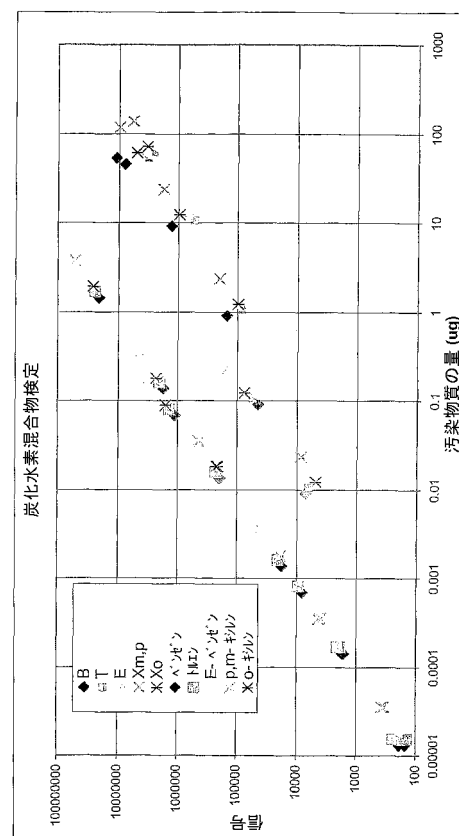 炭化水素混合物検定
100000000
10000000
1000000
100000
10000
1000
100
信号
0.00001
0.0001
0.001
0.01
0.1
1
10
100
1000
汚染物質の量 (ug)
B
T
E
Xm,p
Xo
ベンゼン
トルエン
E-ベンゼン
p,m-キシレン
o-キシレン